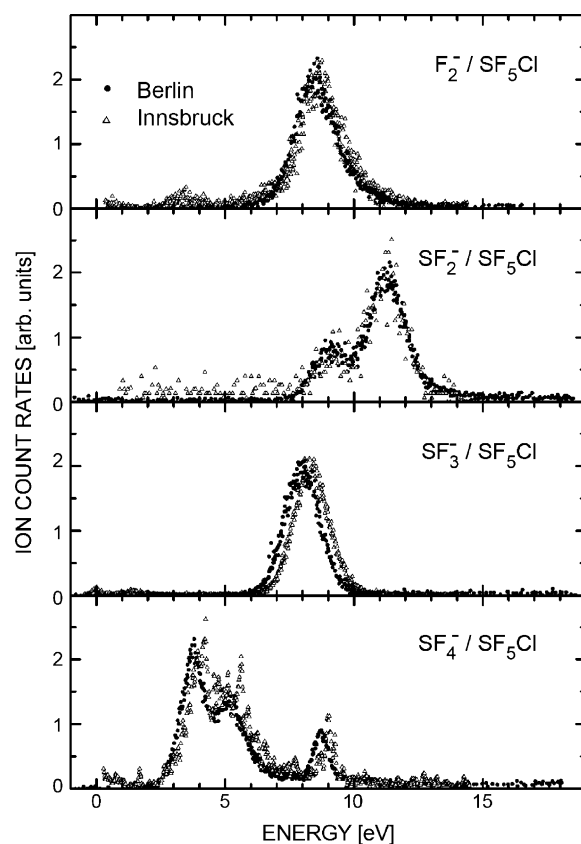 ION COUNT RATES [arb. units]
2
1
0
F₂⁻ / SF₅Cl
● Berlin
△ Innsbruck
2
1
0
SF₂⁻ / SF₅Cl
2
1
0
SF₃⁻ / SF₅Cl
2
1
0
SF₄⁻ / SF₅Cl
0 5 10 15
ENERGY [eV]